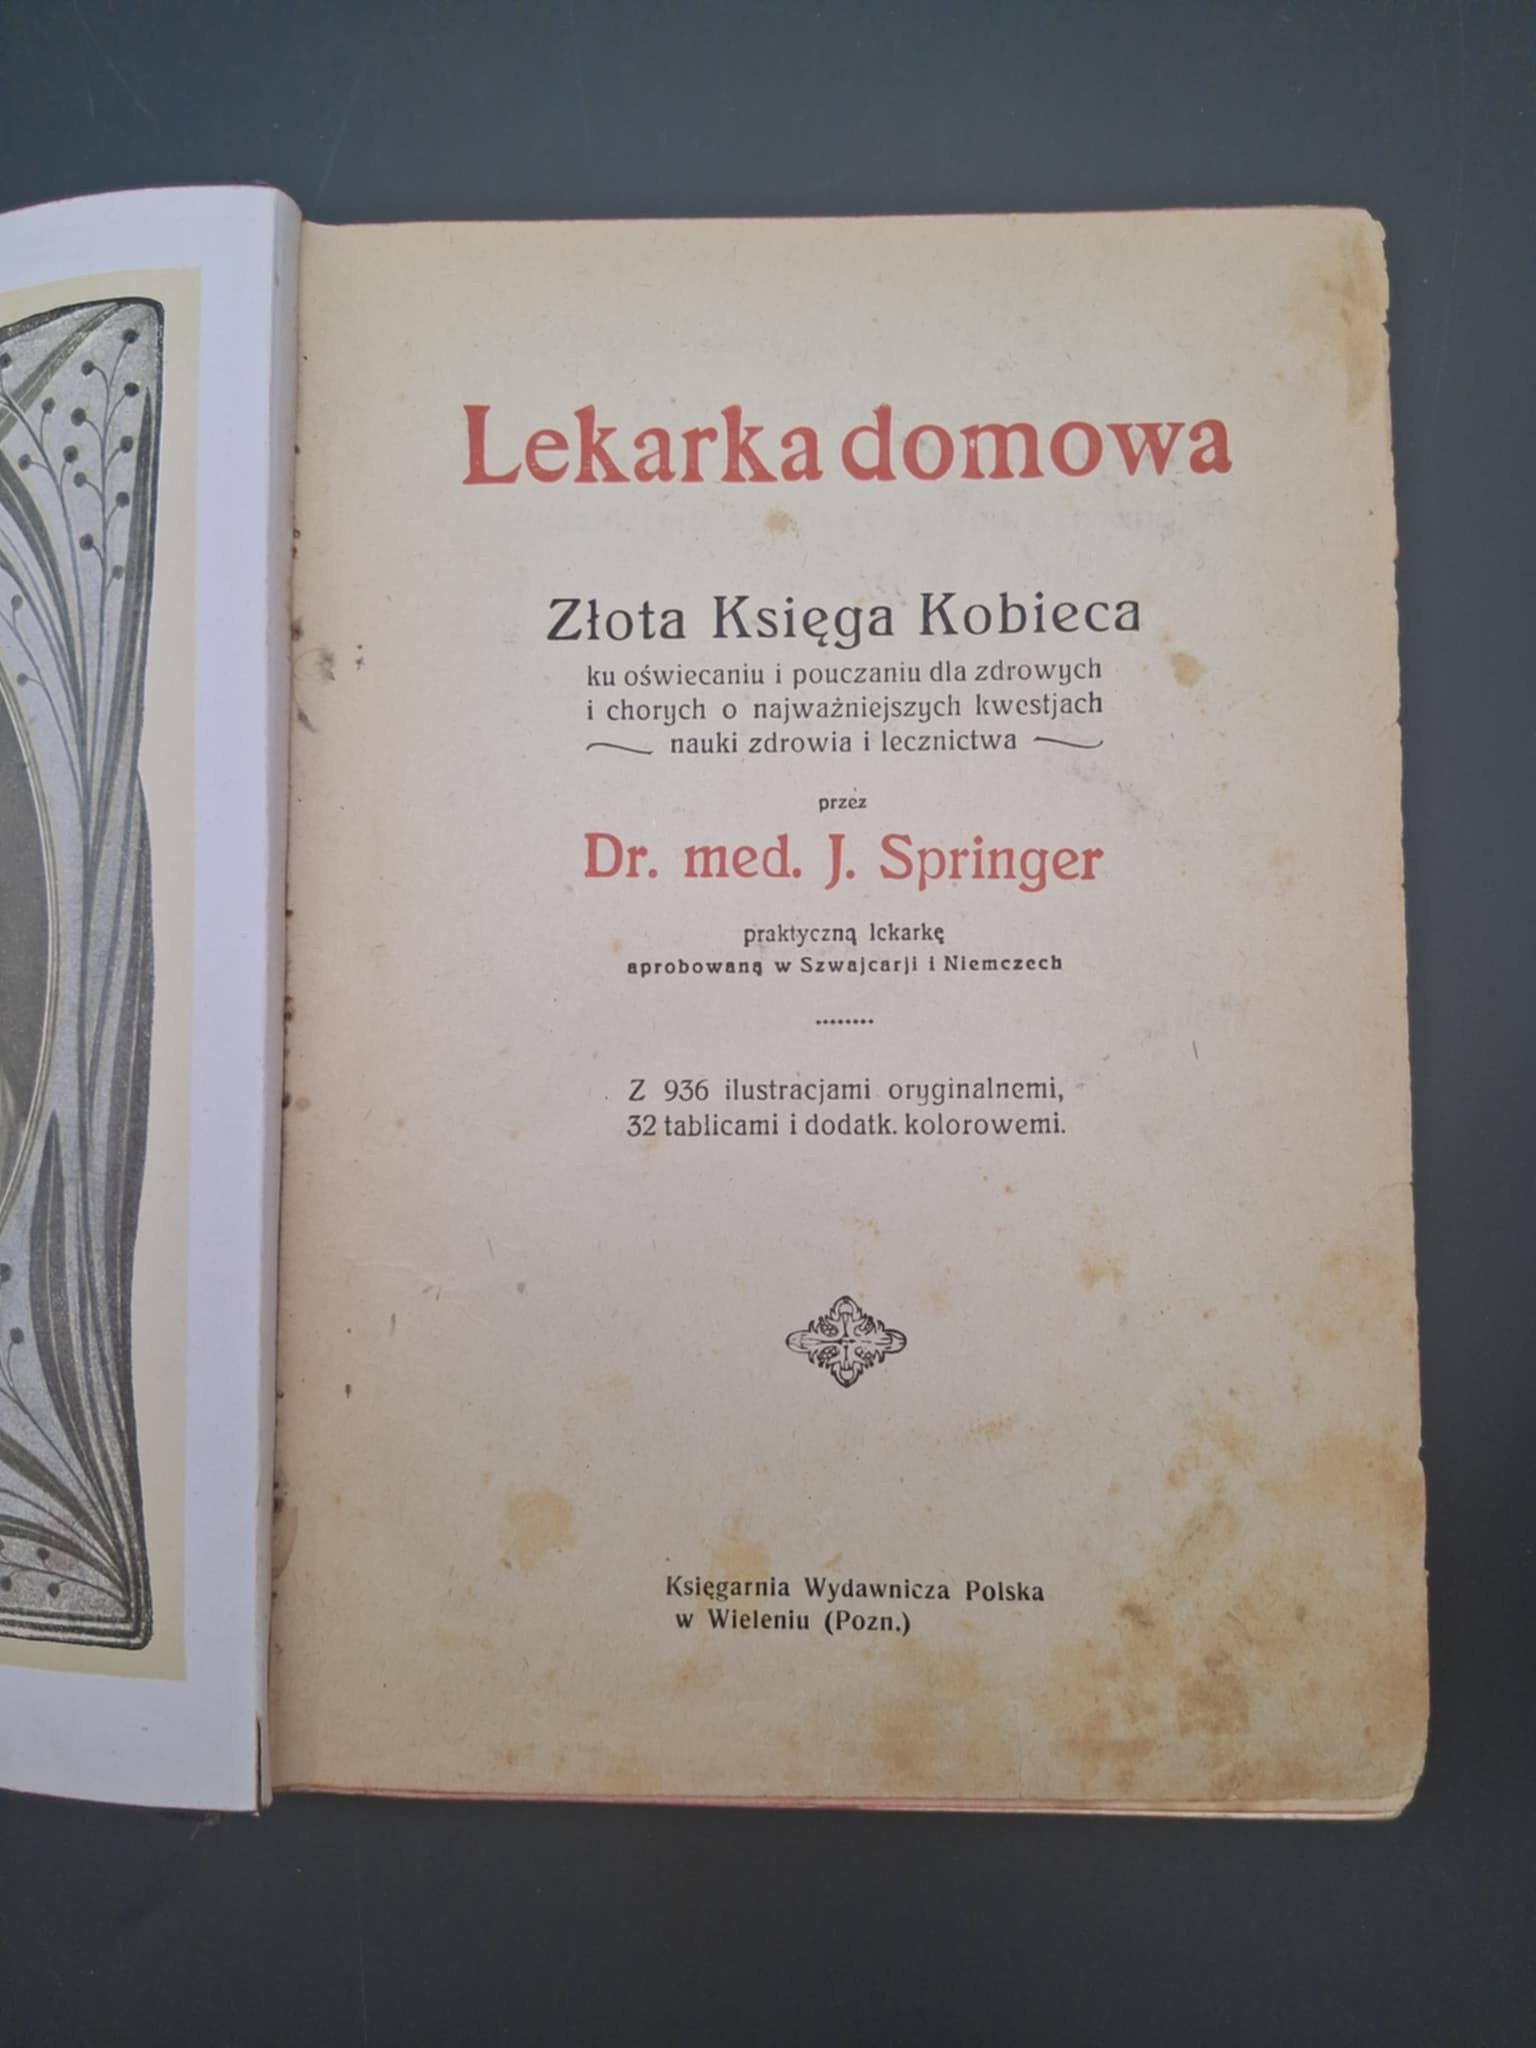 Lekarka domowa
Złota Księga Kobieca
ku oświecaniu i pouczaniu dla zdrowych
i chorych o najważniejszych kwestjach
nauki zdrowia i lecznictwa
przez
Dr. med. J. Springer
praktyczną lekarkę
aprobowaną w Szwajcarji i Niemczech
Z 936 ilustracjami oryginalnemi,
32 tablicami i dodatk. kolorowemi.
Księgarnia Wydawnicza Polska
w Wieleniu (Pozn.)